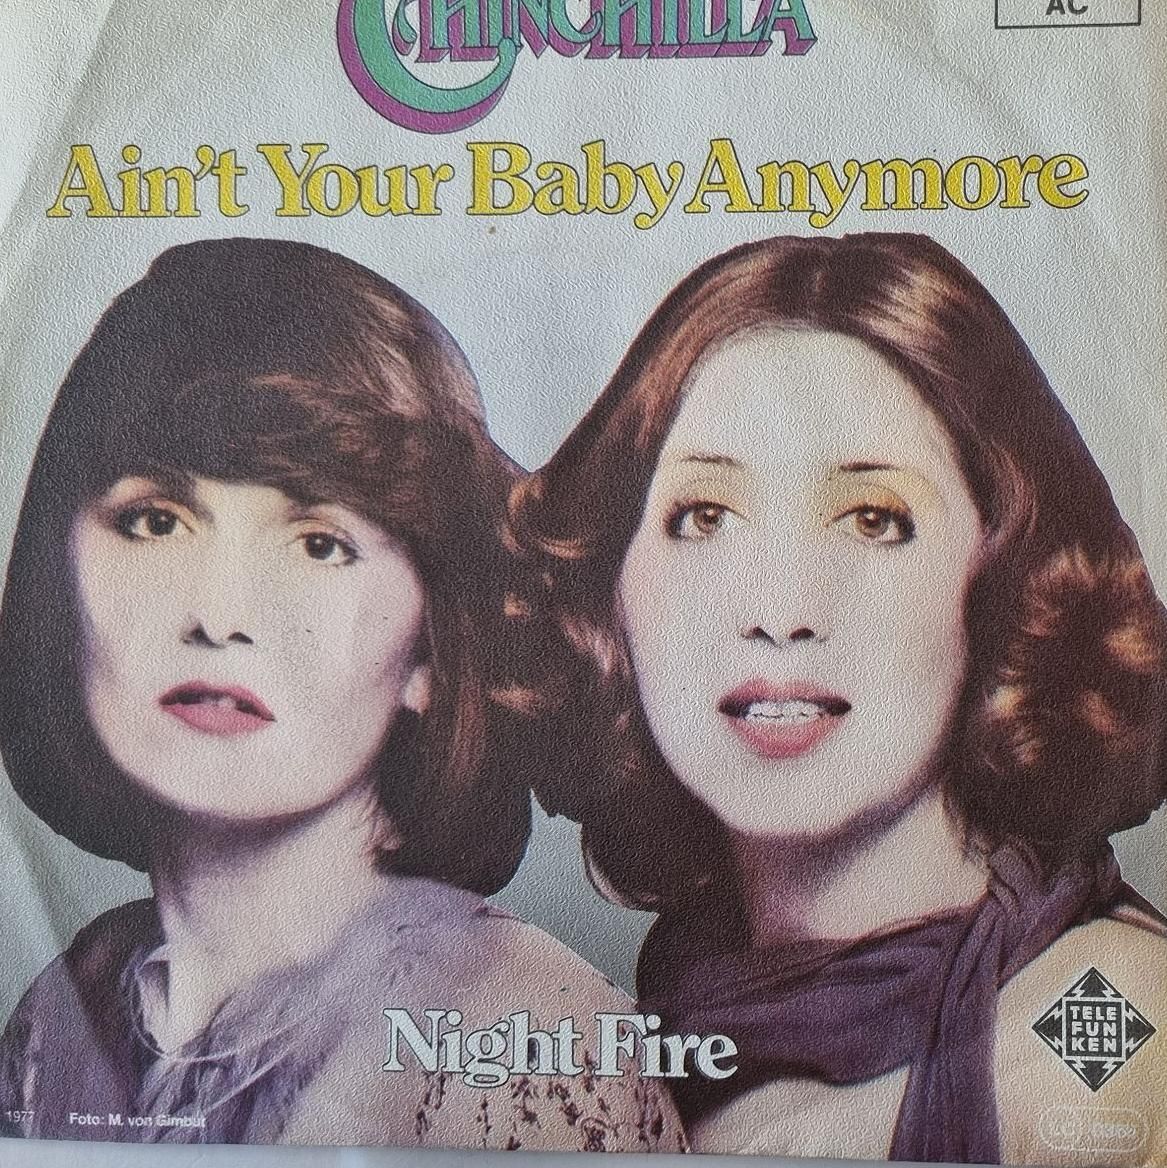 CHINCHILLA
AC
Ain't Your Baby Anymore
Night Fire
TELE
FUN
KEN
1977 Foto: M. von Gimbut